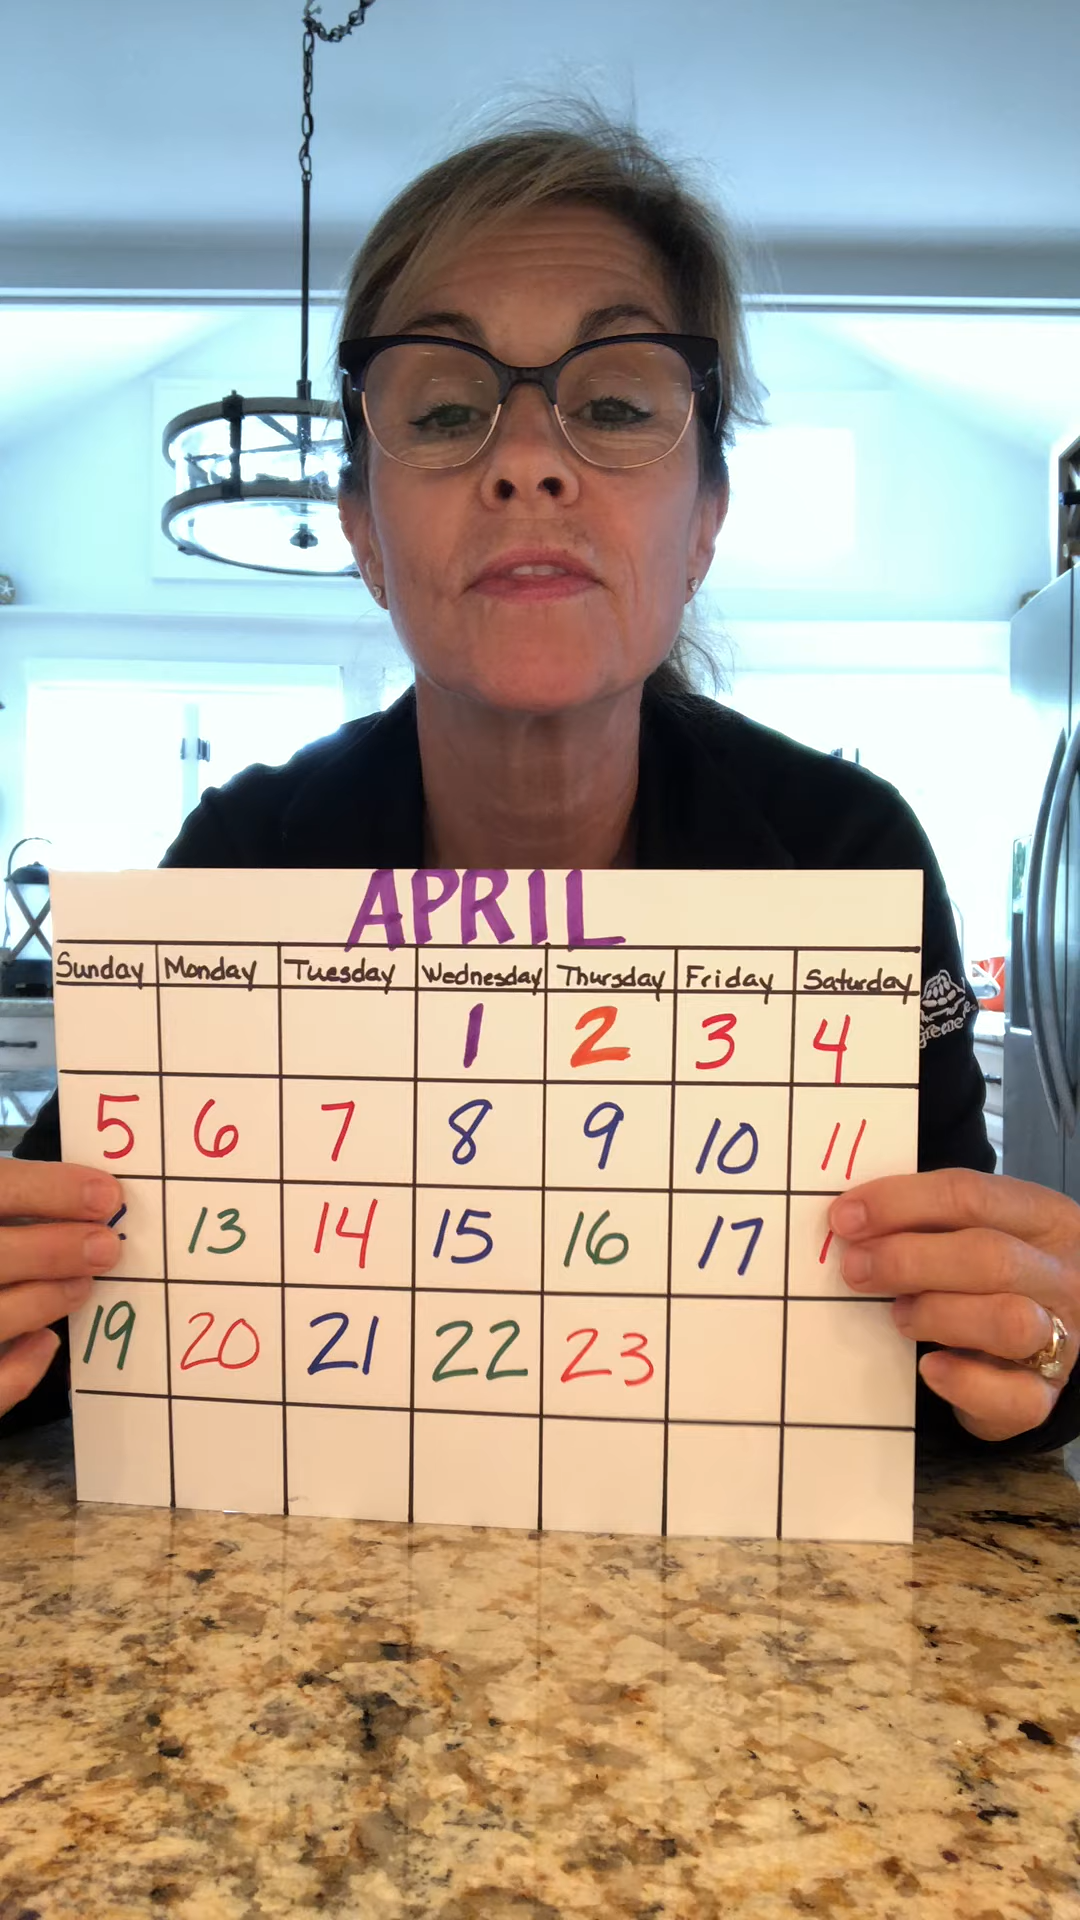 APRIL
Sunday Monday Tuesday Wednesday Thursday Friday Saturday
1 2 3 4
5 6 7 8 9 10 11
13 14 15 16 17
19 20 21 22 23